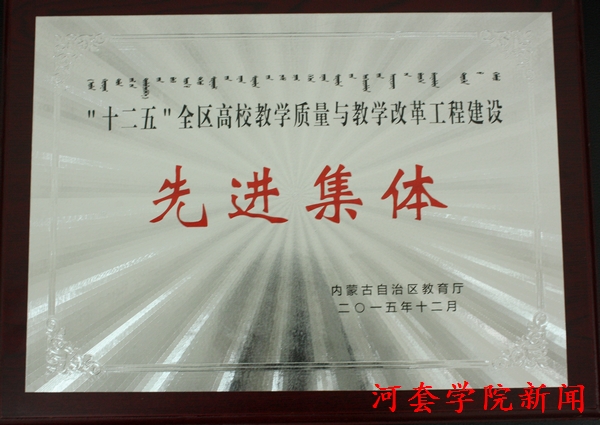 "十二五"全区高校教学质量与教学改革工程建设
先进集体
内蒙古自治区教育厅
二〇一五年十二月
河套学院新闻